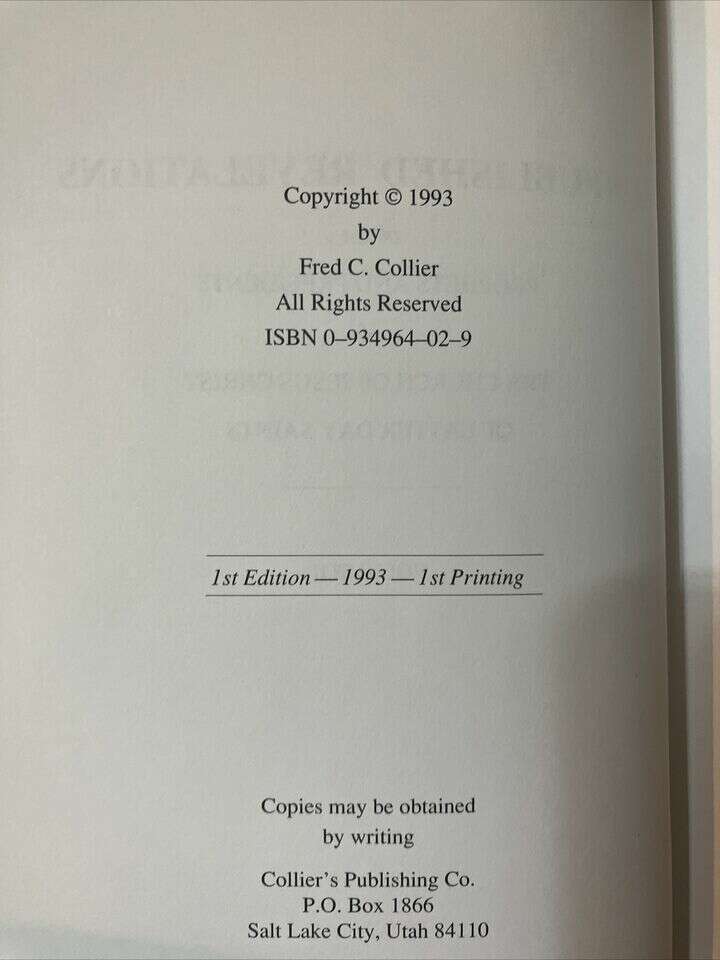 Copyright © 1993
by
Fred C. Collier
All Rights Reserved
ISBN 0–934964–02–9
1st Edition — 1993 — 1st Printing
Copies may be obtained
by writing
Collier's Publishing Co.
P.O. Box 1866
Salt Lake City, Utah 84110